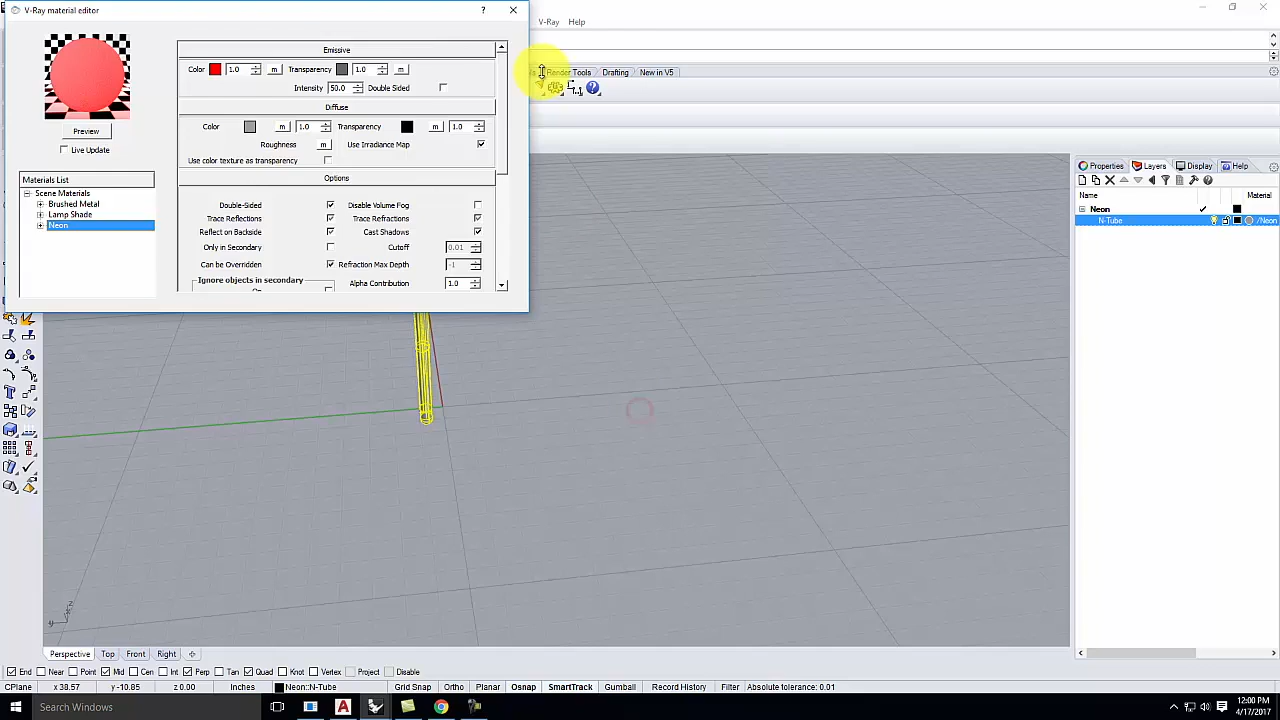 V-Ray material editor
?
V-Ray Help
Emissive
Color 1.0 m Transparency 1.0 m
Intensity 50.0 Double Sided
Diffuse
Color m 1.0 Transparency m 1.0
Roughness m Use Irradiance Map
Use color texture as transparency
Options
Double-Sided Disable Volume Fog
Trace Reflections Trace Refractions
Reflect on Backside Cast Shadows
Only in Secondary Cutoff 0.01
Can be Overridden Refraction Max Depth -1
Ignore objects in secondary
On Alpha Contribution 1.0
Preview
Live Update
Materials List
Scene Materials
Brushed Metal
Lamp Shade
Neon
Render Tools Drafting New in V5
Properties Layers Display Help
Name Material
Neon
N-Tube /Neon
y
Perspective Top Front Right
End Near Point Mid Cen Int Perp Tan Quad Knot Vertex Project Disable
CPlane x 38.57 y -10.85 z 0.00 Inches Neon::N-Tube Grid Snap Ortho Planar Osnap SmartTrack Gumball Record History Filter Absolute tolerance: 0.01
Search Windows
12:00 PM
4/17/2017